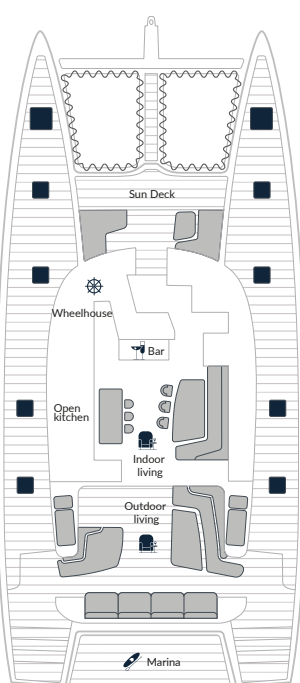 Sun Deck
Wheelhouse
Bar
Open
kitchen
Indoor
living
Outdoor
living
Marina